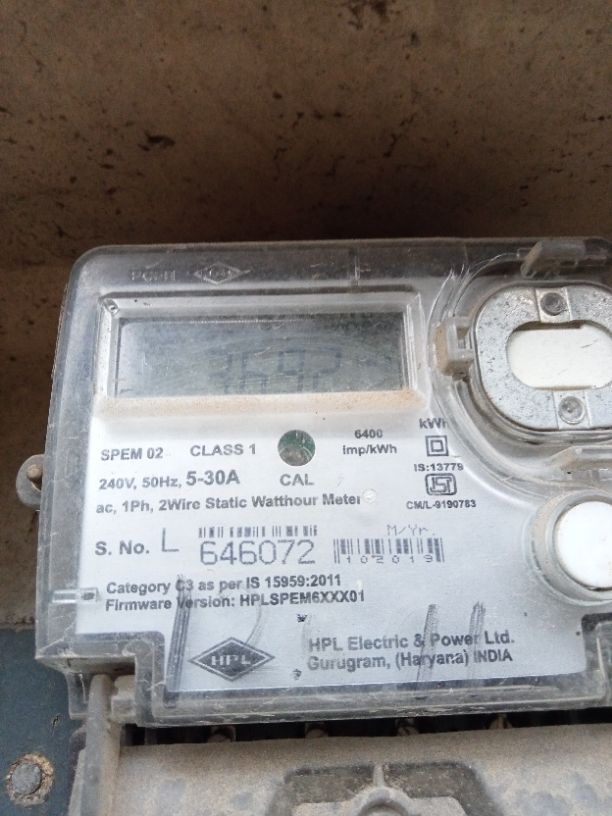 3692
SPEM 02 CLASS 1
6400
imp/kWh
kWh
240V, 50Hz, 5-30A CAL
IS:13779
ac, 1Ph, 2Wire Static Watthour Meter
CM/L-9190783
S. No. L 646072
M/Yr
102019
Category C3 as per IS 15959:2011
Firmware Version: HPLSPEM6XXX01
HPL
HPL Electric & Power Ltd.
Gurugram, (Haryana) INDIA